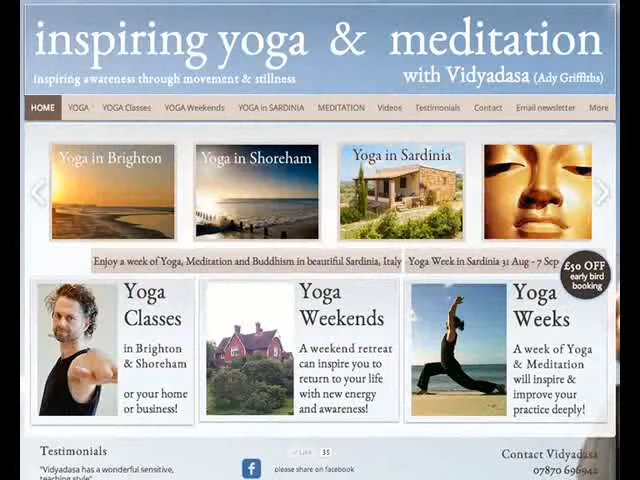 inspiring yoga & meditation
inspiring awareness through movement & stillness
with Vidyadasa (Ady Griffiths)
HOME YOGA YOGA Classes YOGA Weekends YOGA in SARDINIA MEDITATION Videos Testimonials Contact Email newsletter More
Yoga in Brighton
Yoga in Shoreham
Yoga in Sardinia
Enjoy a week of Yoga, Meditation and Buddhism in beautiful Sardinia, Italy
Yoga Week in Sardinia 31 Aug - 7 Sep
£50 OFF
early bird
booking
Yoga
Classes
in Brighton
& Shoreham
or your home
or business!
Yoga
Weekends
A weekend retreat
can inspire you to
return to your life
with new energy
and awareness!
Yoga
Weeks
A week of Yoga
& Meditation
will inspire &
improve your
practice deeply!
Testimonials
"Vidyadasa has a wonderful sensitive,
teaching style"
Like 35
please share on facebook
Contact Vidyadasa
07870 696942